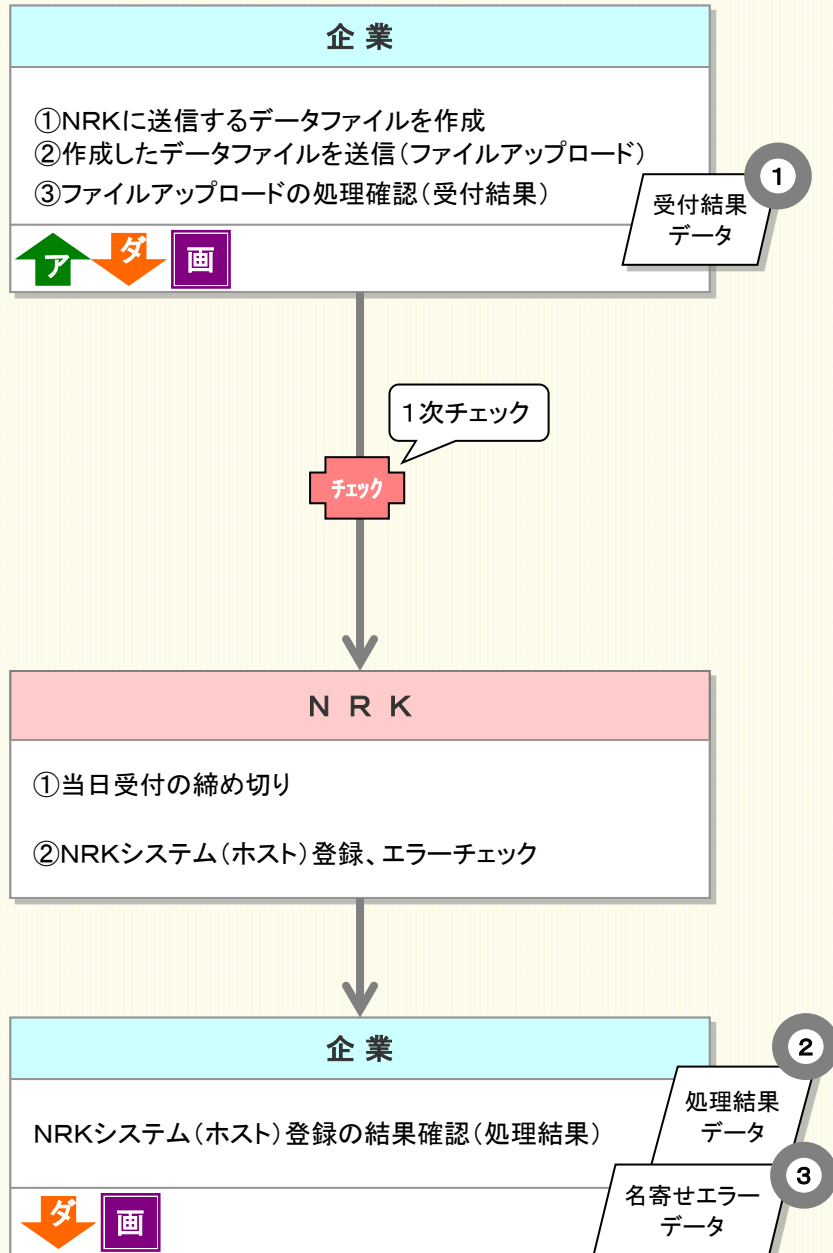 企 業
①NRKに送信するデータファイルを作成
②作成したデータファイルを送信(ファイルアップロード)
③ファイルアップロードの処理確認(受付結果)
1
受付結果
データ
ア
ダ
画
1次チェック
チェック
N R K
①当日受付の締め切り
②NRKシステム(ホスト)登録、エラーチェック
企 業
2
処理結果
データ
NRKシステム(ホスト)登録の結果確認(処理結果)
3
名寄せエラー
データ
ダ
画